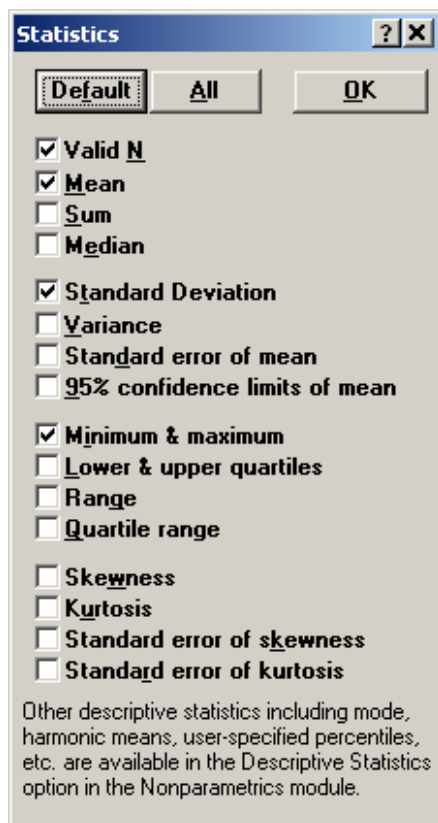 Statistics
Default All OK
Valid N
Mean
Sum
Median
Standard Deviation
Variance
Standard error of mean
95% confidence limits of mean
Minimum & maximum
Lower & upper quartiles
Range
Quartile range
Skewness
Kurtosis
Standard error of skewness
Standard error of kurtosis
Other descriptive statistics including mode,
harmonic means, user-specified percentiles,
etc. are available in the Descriptive Statistics
option in the Nonparametrics module.